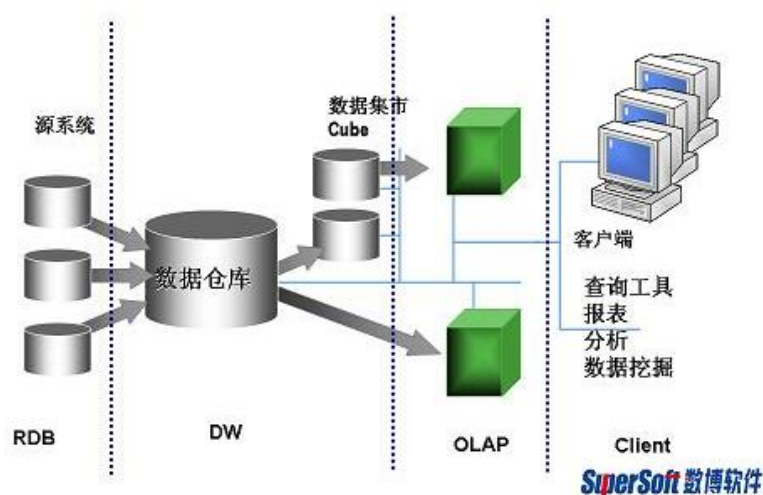 源系统
数据集市
Cube
数据仓库
客户端
查询工具
报表
分析
数据挖掘
RDB
DW
OLAP
Client
SuperSoft 数博软件